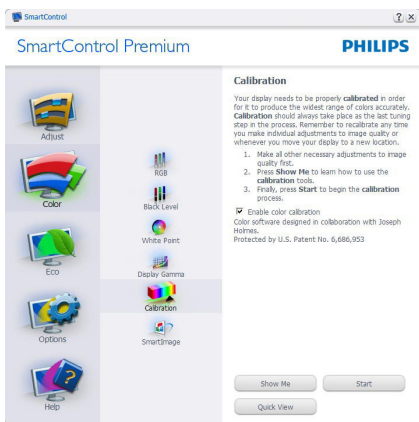 SmartControl
SmartControl Premium
PHILIPS
Adjust
Color
Eco
Options
Help
RGB
Black Level
White Point
Display Gamma
Calibration
SmartImage
Calibration
Your display needs to be properly calibrated in order
for it to produce the widest range of colors accurately.
Calibration should always take place as the last tuning
step in the process. Remember to recalibrate any time
you make individual adjustments to image quality or
whenever you move your display to a new location.
1. Make all other necessary adjustments to image
quality first.
2. Press Show Me to learn how to use the
calibration tools.
3. Finally, press Start to begin the calibration
process.
Enable color calibration
Color software designed in collaboration with Joseph
Holmes.
Protected by U.S. Patent No. 6,686,953
Show Me
Start
Quick View